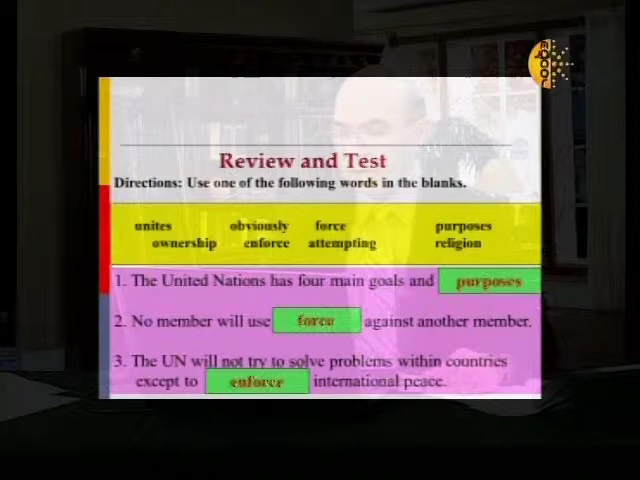 Review and Test
Directions: Use one of the following words in the blanks.
unites obviously force purposes
ownership enforce attempting religion
1. The United Nations has four main goals and purposes
2. No member will use force against another member.
3. The UN will not try to solve problems within countries
except to enforce international peace.